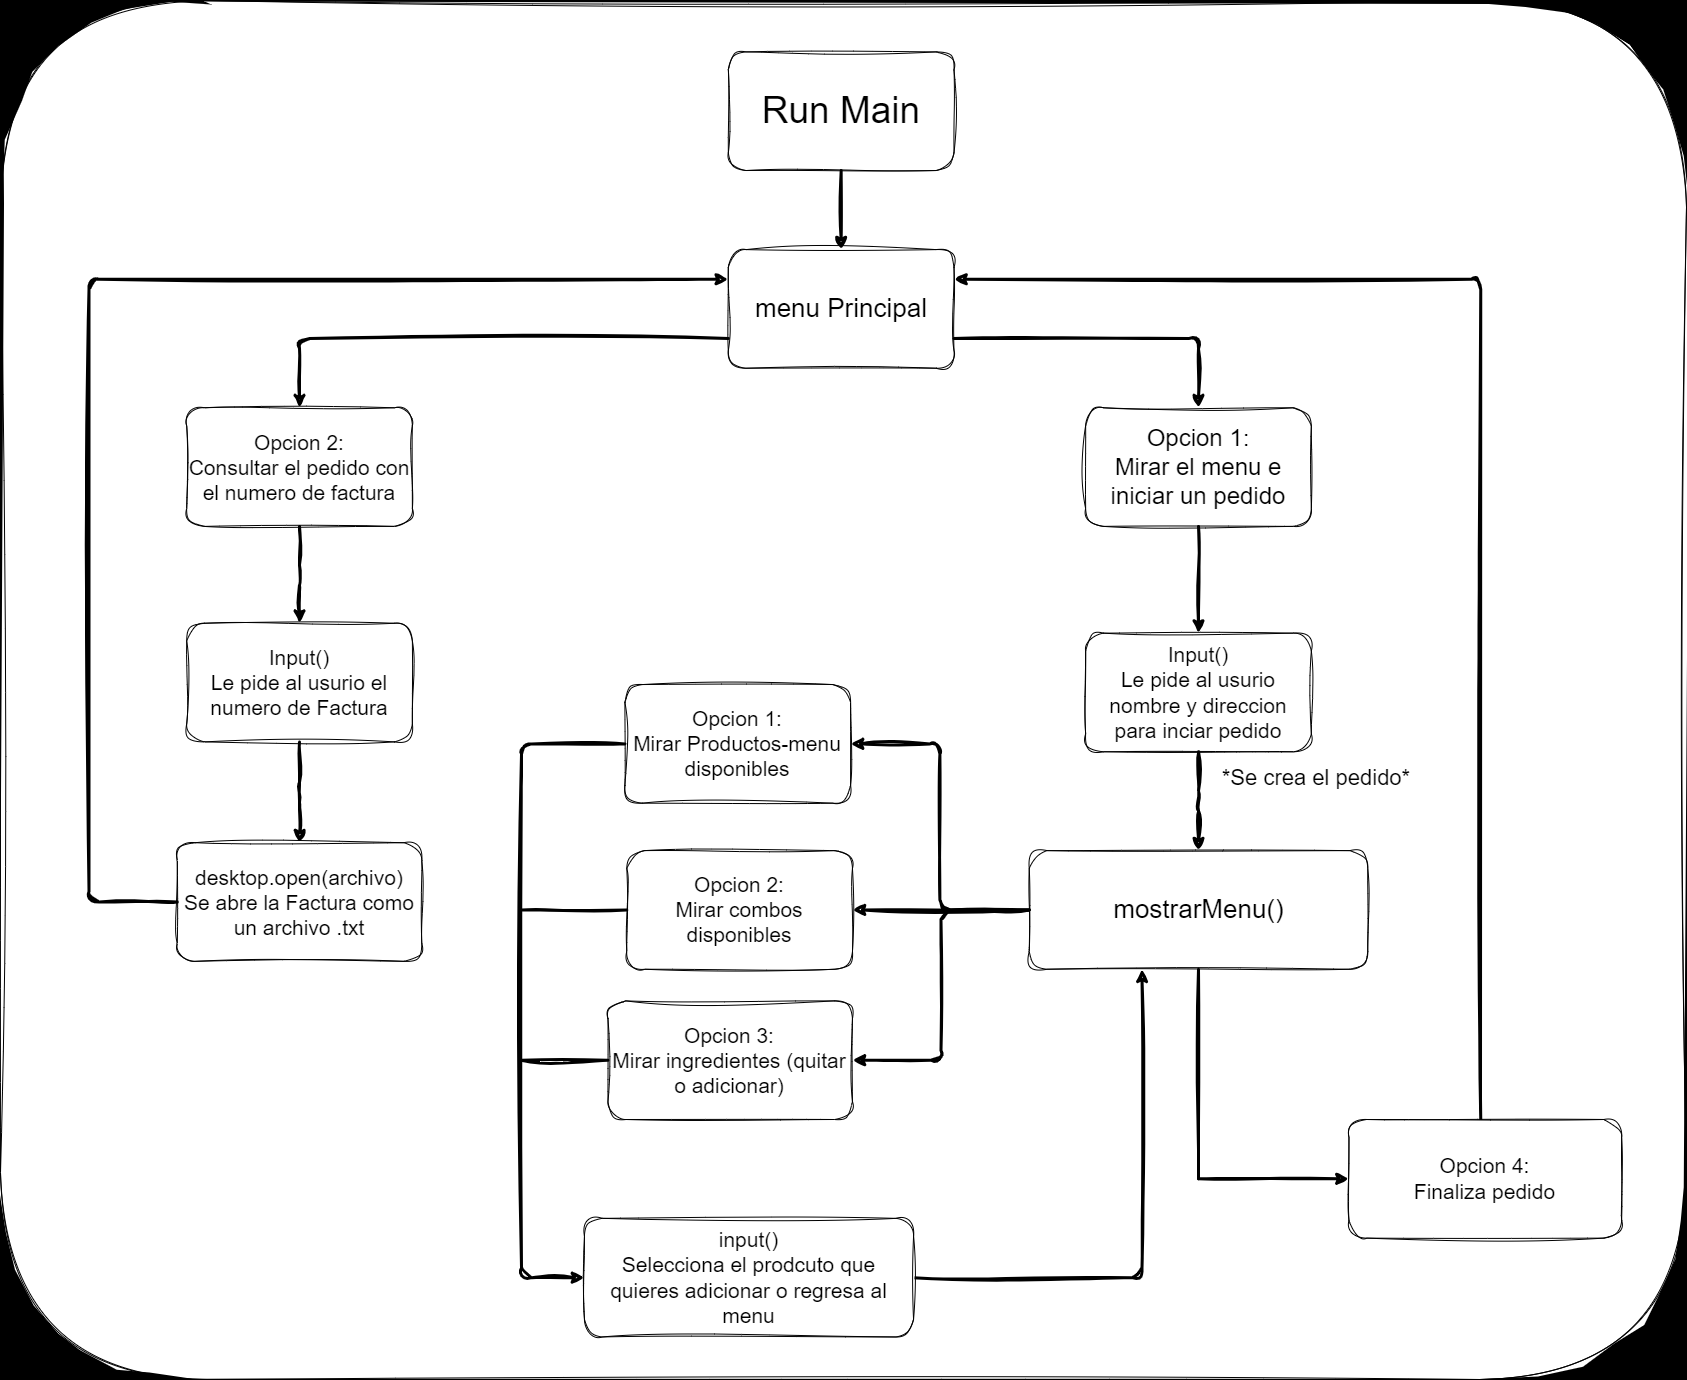 Run Main
menu Principal
Opcion 2:
Consultar el pedido con
el numero de factura
Input()
Le pide al usurio el
numero de Factura
desktop.open(archivo)
Se abre la Factura como
un archivo .txt
Opcion 1:
Mirar el menu e
iniciar un pedido
Input()
Le pide al usurio
nombre y direccion
para inciar pedido
*Se crea el pedido*
mostrarMenu()
Opcion 1:
Mirar Productos-menu
disponibles
Opcion 2:
Mirar combos
disponibles
Opcion 3:
Mirar ingredientes (quitar
o adicionar)
input()
Selecciona el prodcuto que
quieres adicionar o regresa al
menu
Opcion 4:
Finaliza pedido